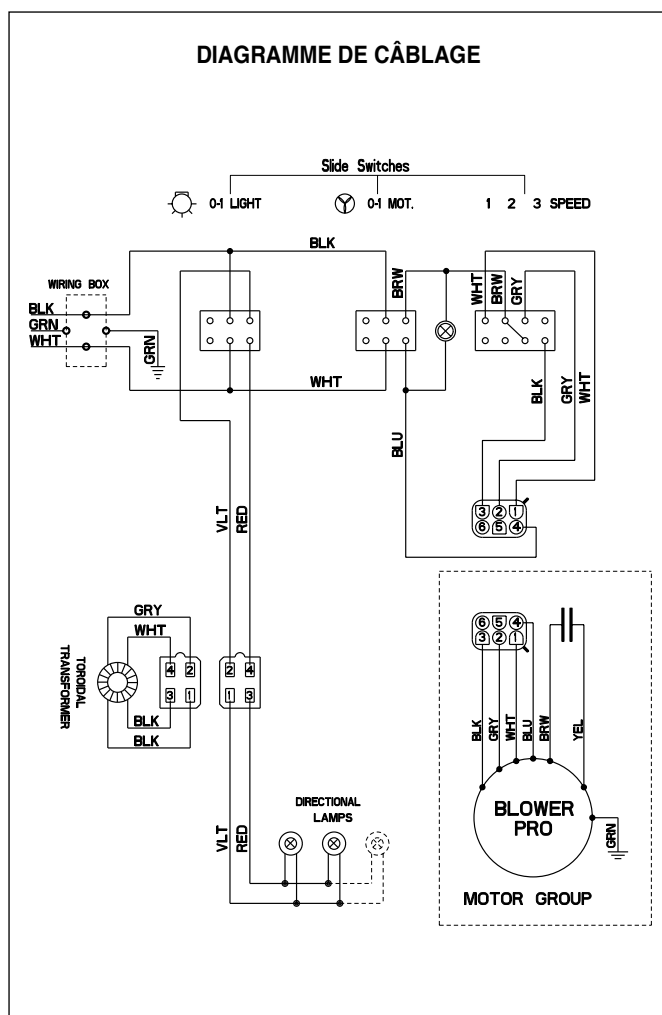 DIAGRAMME DE CÂBLAGE
Slide Switches
0-1 LIGHT
0-1 MOT.
1 2 3 SPEED
BLK
WIRING BOX
BLK
GRN
WHT
GRN
WHT
BRW
WHT
BRW
GRY
BLU
BLK
GRY
WHT
VLT
RED
3 2 1
6 5 4
GRY
WHT
TOROIDAL
TRANSFORMER
4 2
3 1
BLK
BLK
2 4
1 3
VLT
RED
DIRECTIONAL
LAMPS
6 5 4
3 2 1
BLK
GRY
WHT
BLU
BRW
YEL
BLOWER
PRO
GRN
MOTOR GROUP